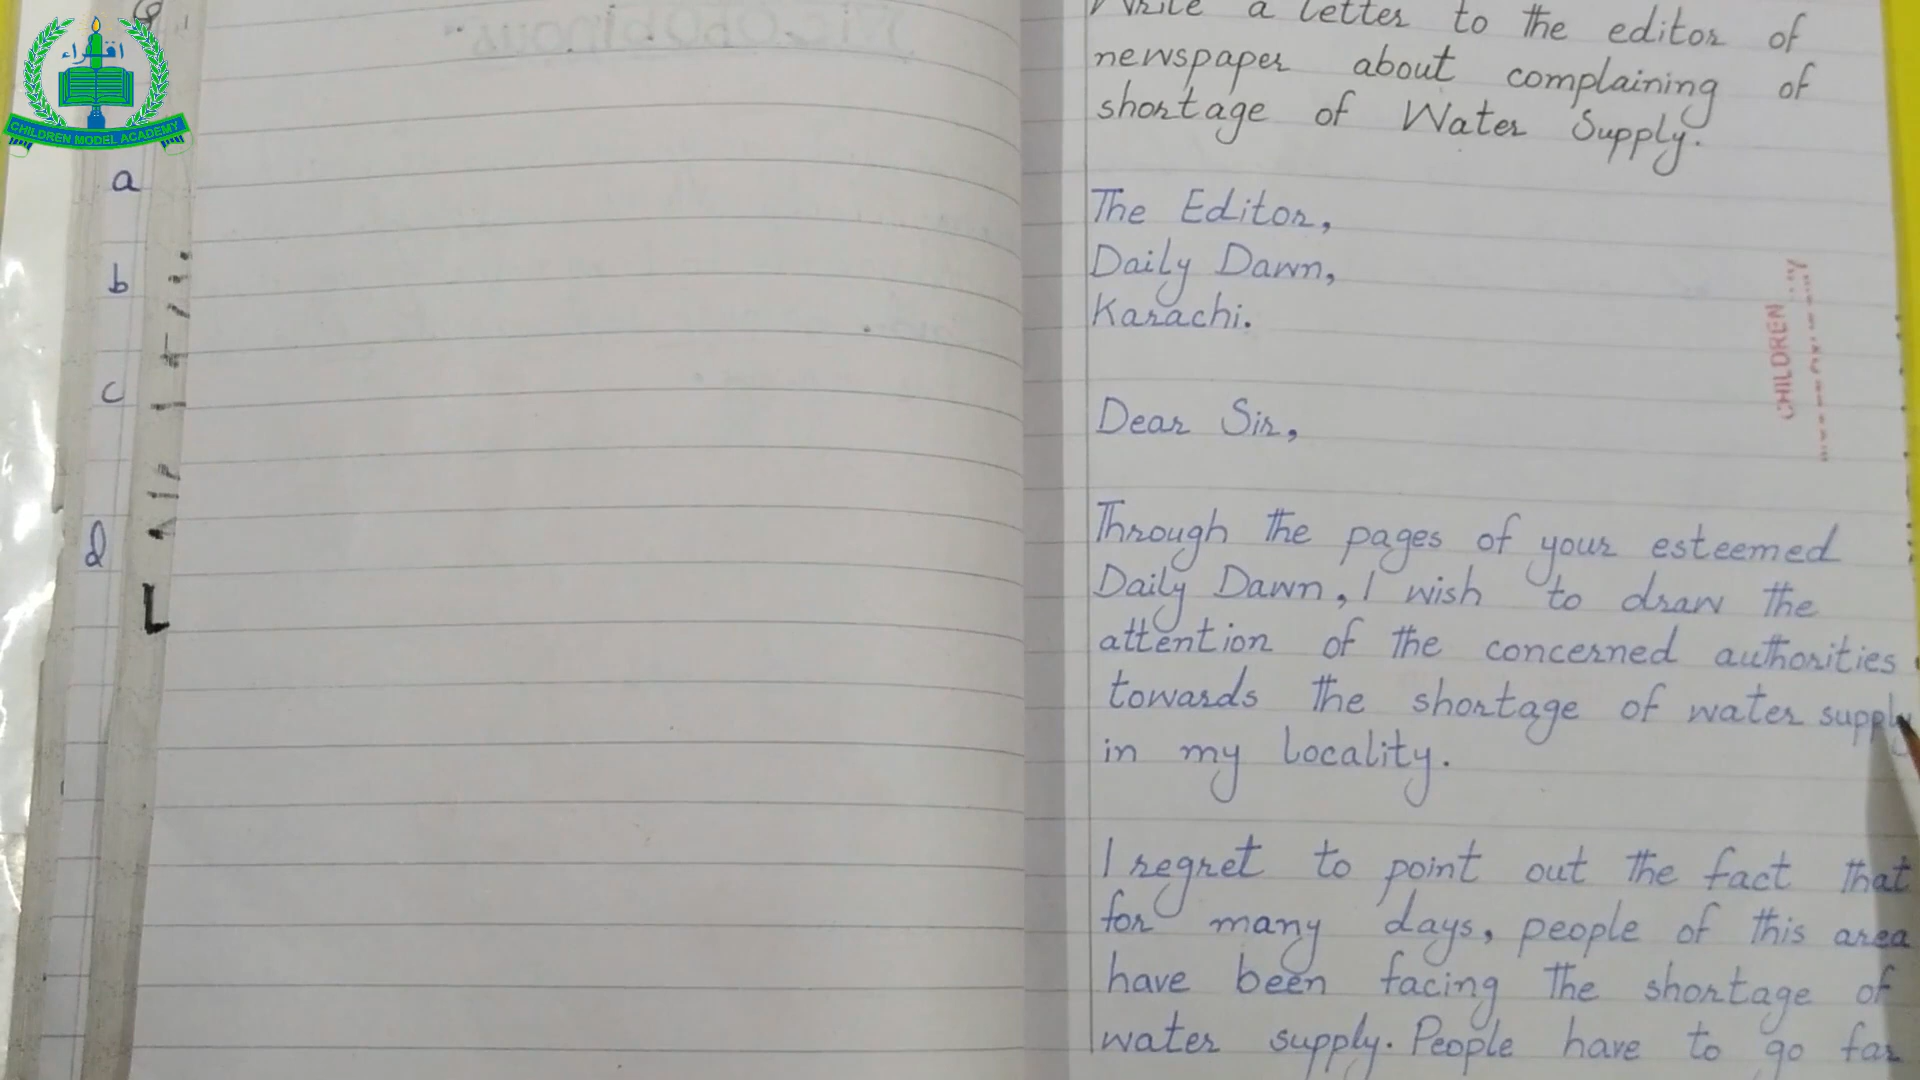 اقراء
CHILDREN MODEL ACADEMY
a
b
c
d
Write a letter to the editor of
newspaper about complaining of
shortage of Water Supply.
The Editor,
Daily Dawn,
Karachi.
CHILDREN
Dear Sir,
Through the pages of your esteemed
Daily Dawn, I wish to draw the
attention of the concerned authorities
towards the shortage of water supply
in my locality.
I regret to point out the fact that
for many days, people of this area
have been facing the shortage of
water supply. People have to go far